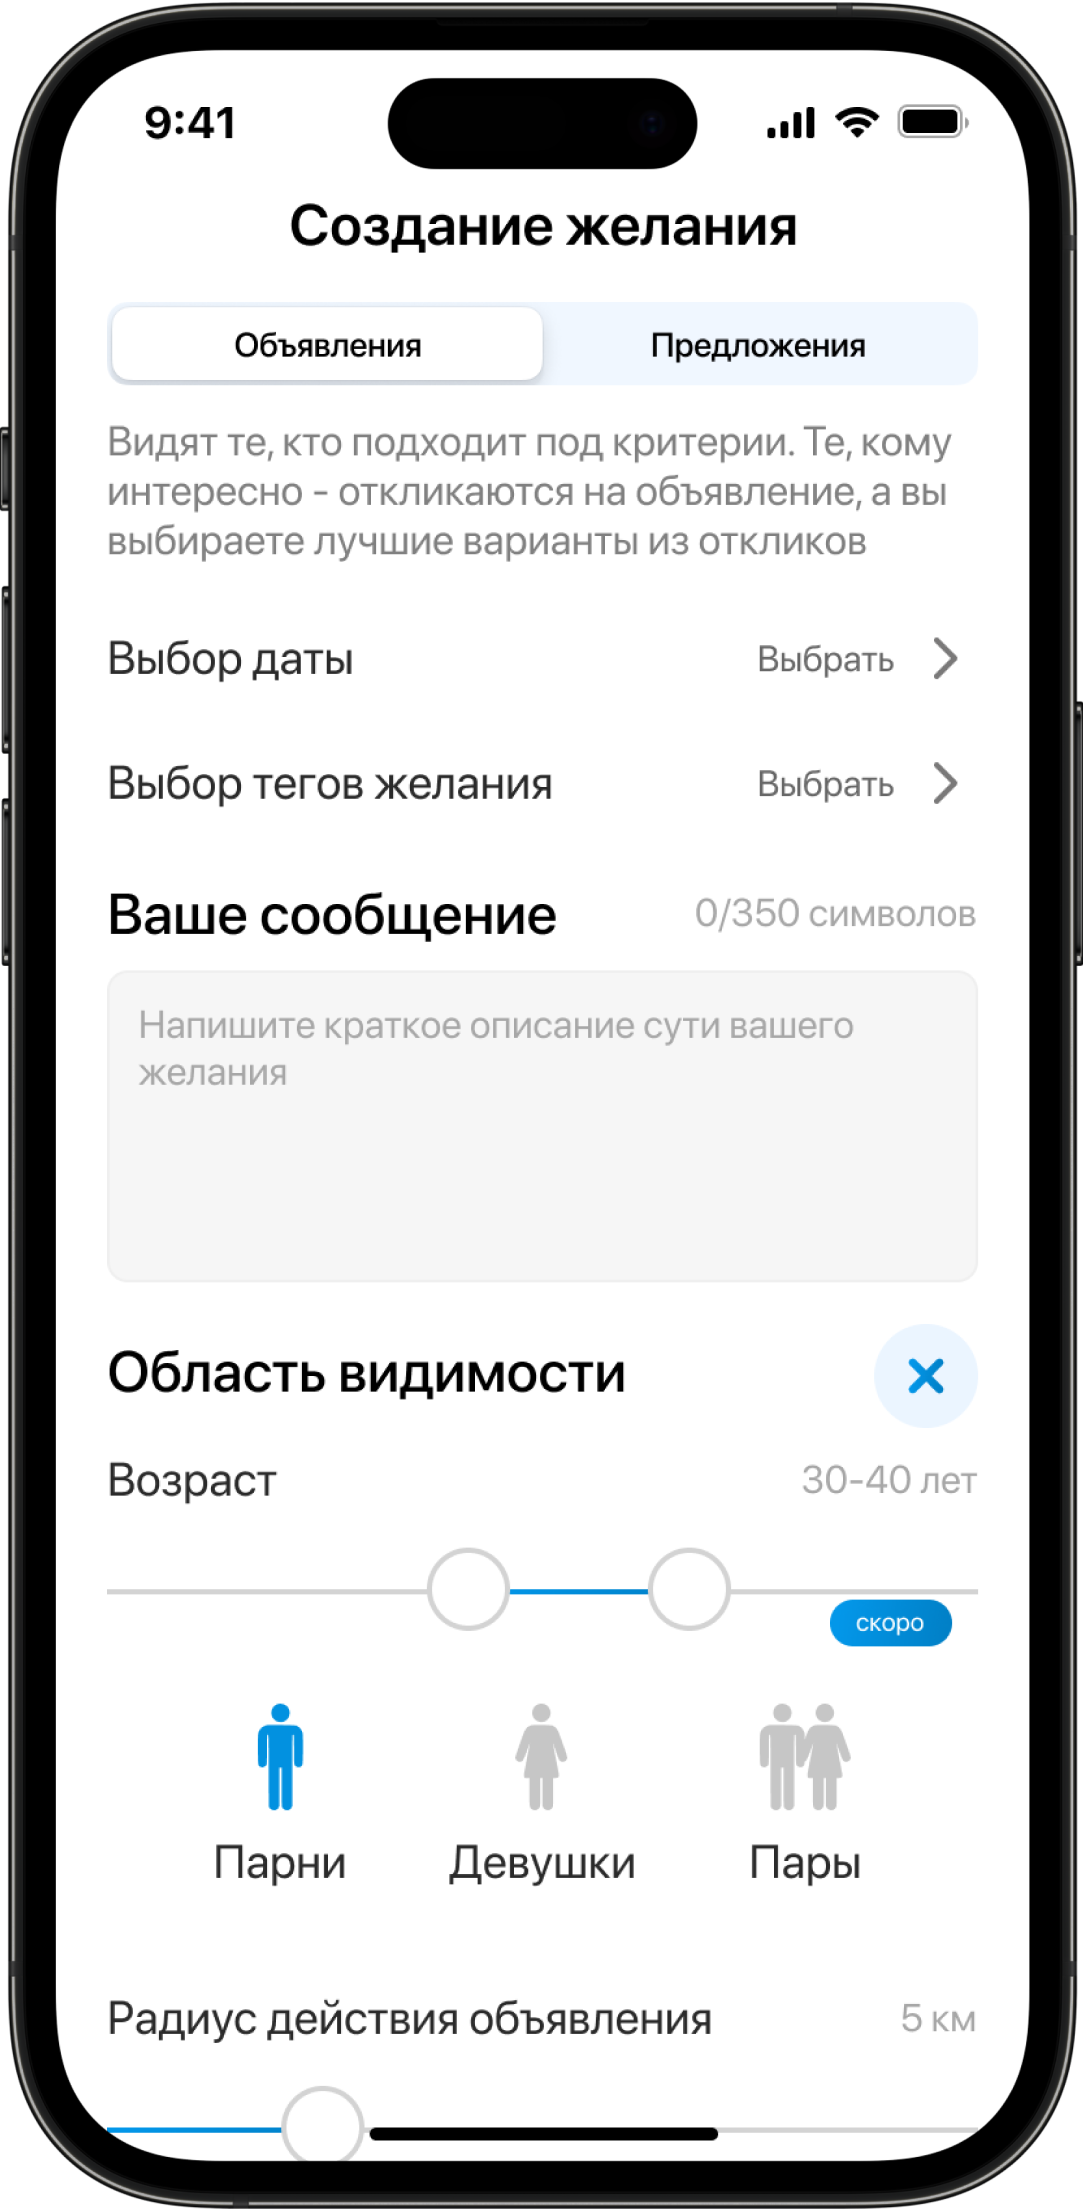 9:41
Создание желания
Объявления
Предложения
Видят те, кто подходит под критерии. Те, кому
интересно - откликаются на объявление, а вы
выбираете лучшие варианты из откликов
Выбор даты
Выбрать
Выбор тегов желания
Выбрать
Ваше сообщение
0/350 символов
Напишите краткое описание сути вашего
желания
Область видимости
Возраст
30-40 лет
скоро
Парни
Девушки
Пары
Радиус действия объявления
5 км